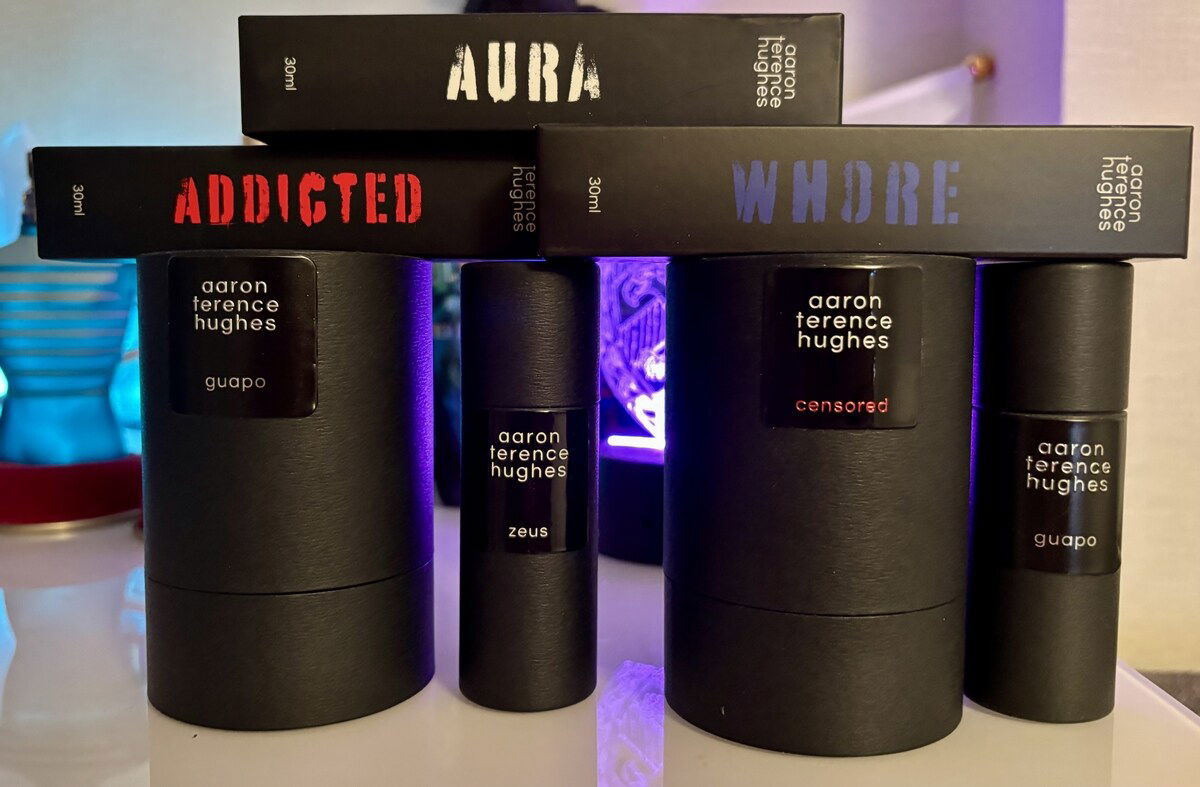 30ml
AURA
aaron
terence
hughes
30ml
ADDICTED
terence
hughes
30ml
WHORE
aaron
terence
hughes
aaron
terence
hughes
guapo
aaron
terence
hughes
zeus
aaron
terence
hughes
censored
aaron
terence
hughes
guapo